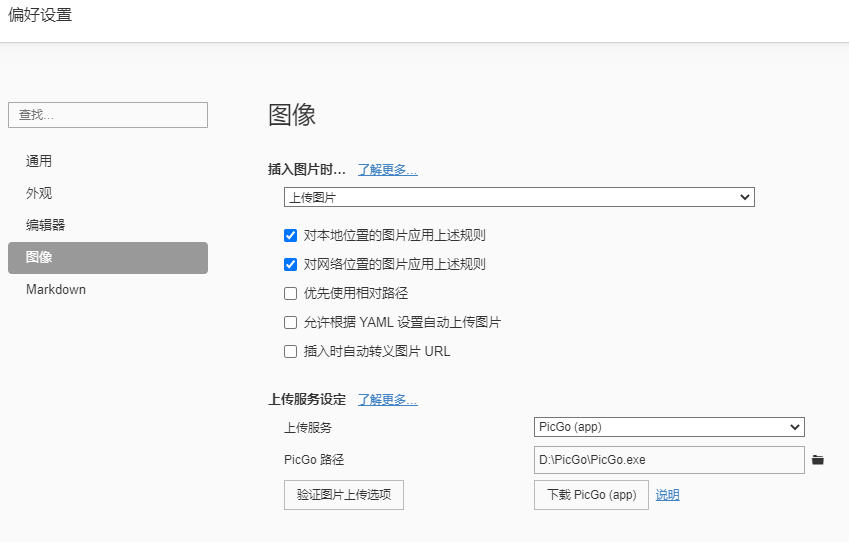 偏好设置
查找...
通用
外观
编辑器
图像
Markdown
图像
插入图片时... 了解更多...
上传图片
对本地位置的图片应用上述规则
对网络位置的图片应用上述规则
优先使用相对路径
允许根据 YAML 设置自动上传图片
插入时自动转义图片 URL
上传服务设定 了解更多...
上传服务 PicGo (app)
PicGo 路径 D:\PicGo\PicGo.exe
验证图片上传选项 下载 PicGo (app) 说明